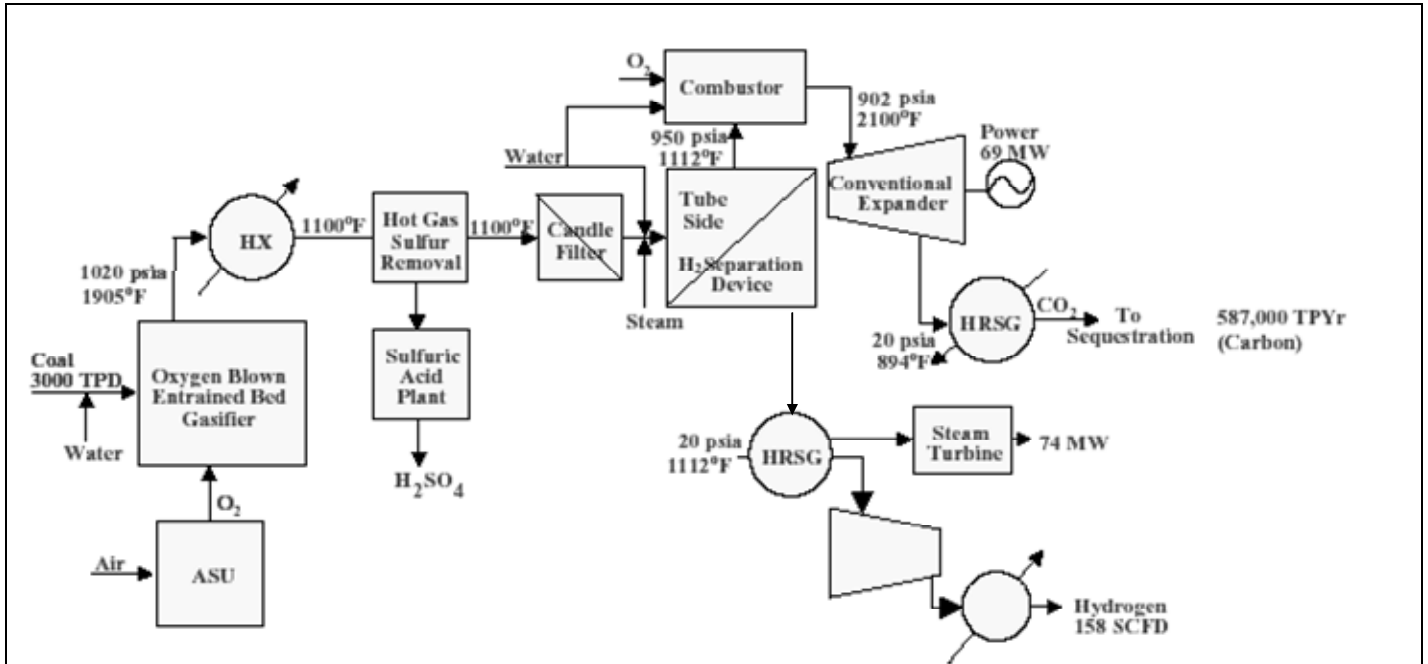 O₂
Combustor
902 psia
2100°F
Power
69 MW
950 psia
1112°F
Water
Conventional
Expander
Tube
Side
H₂ Separation
Device
HX
1100°F
Hot Gas
Sulfur
Removal
1100°F
Candle
Filter
1020 psia
1905°F
Steam
HRSG
CO₂
To
Sequestration
587,000 TPYr
(Carbon)
20 psia
894°F
Coal
3000 TPD
Oxygen Blown
Entrained Bed
Gasifier
Sulfuric
Acid
Plant
Water
20 psia
1112°F
HRSG
Steam
Turbine
74 MW
H₂SO₄
O₂
Air
ASU
Hydrogen
158 SCFD